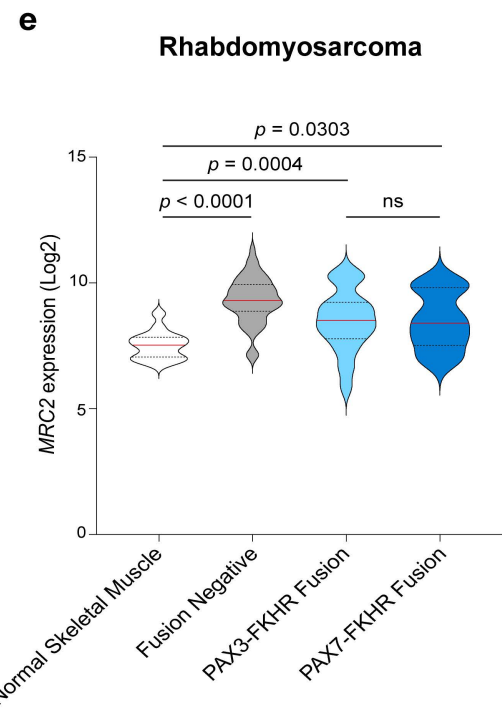 e
Rhabdomyosarcoma
p = 0.0303
p = 0.0004
p < 0.0001
ns
15
10
5
0
MRC2 expression (Log2)
Normal Skeletal Muscle
Fusion Negative
PAX3-FKHR Fusion
PAX7-FKHR Fusion